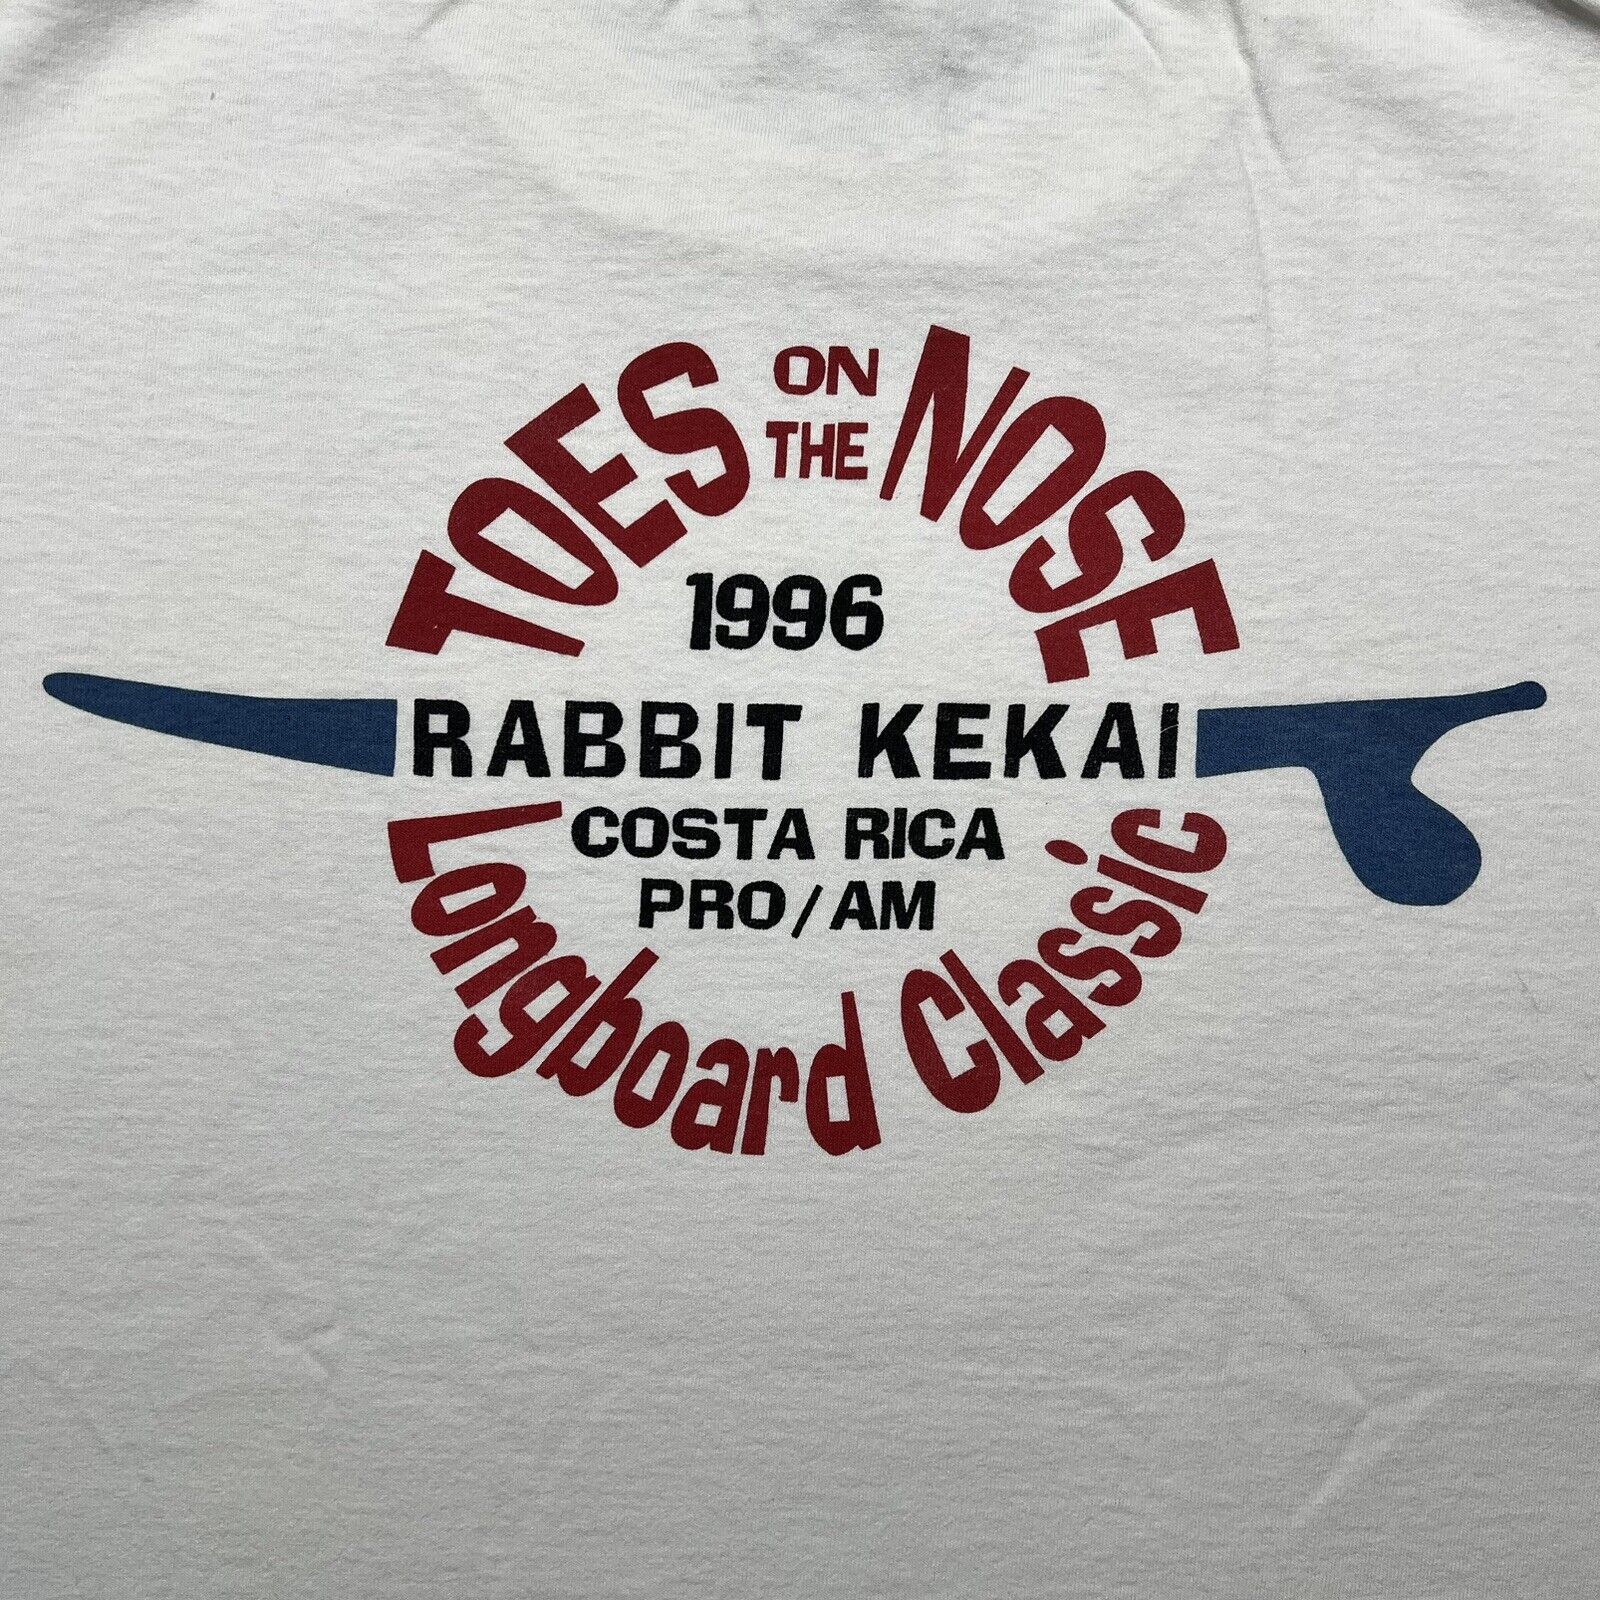 TOES ON THE NOSE
1996
RABBIT KEKAI
COSTA RICA
PRO/AM
Longboard Classic